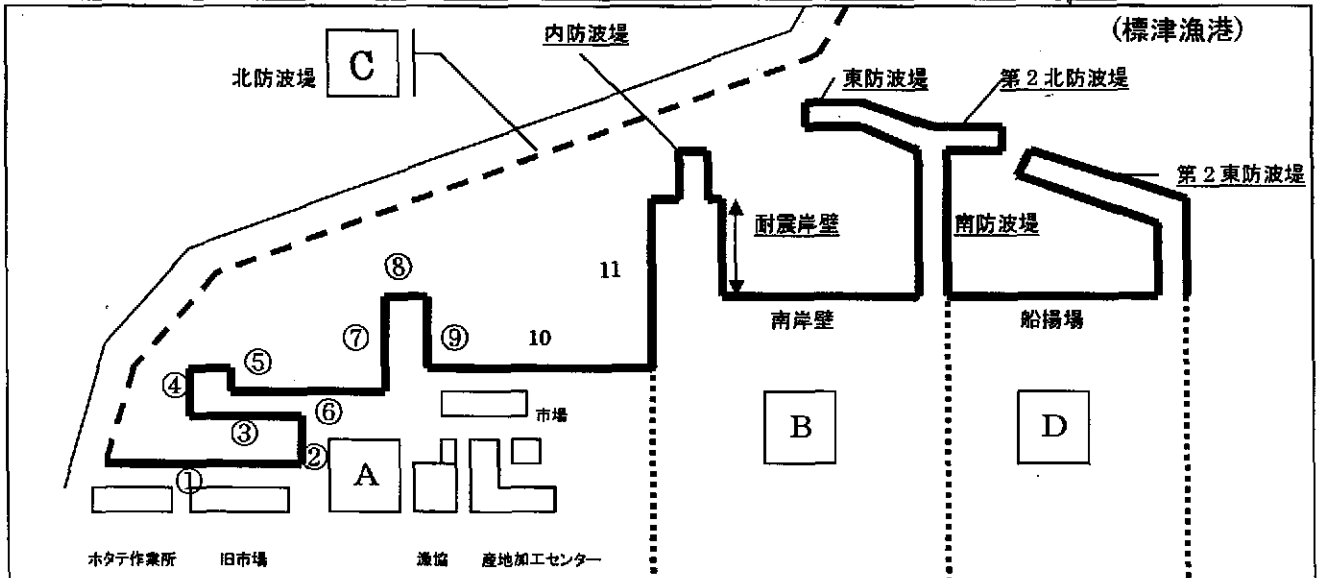 (標津漁港)
内防波堤
北防波堤
C
東防波堤
第2北防波堤
第2東防波堤
耐震岸壁
南防波堤
⑧
11
⑦
⑨
10
南岸壁
船揚場
⑤
④
⑥
③
②
①
市場
A
B
D
ホタテ作業所
旧市場
漁協
産地加工センター